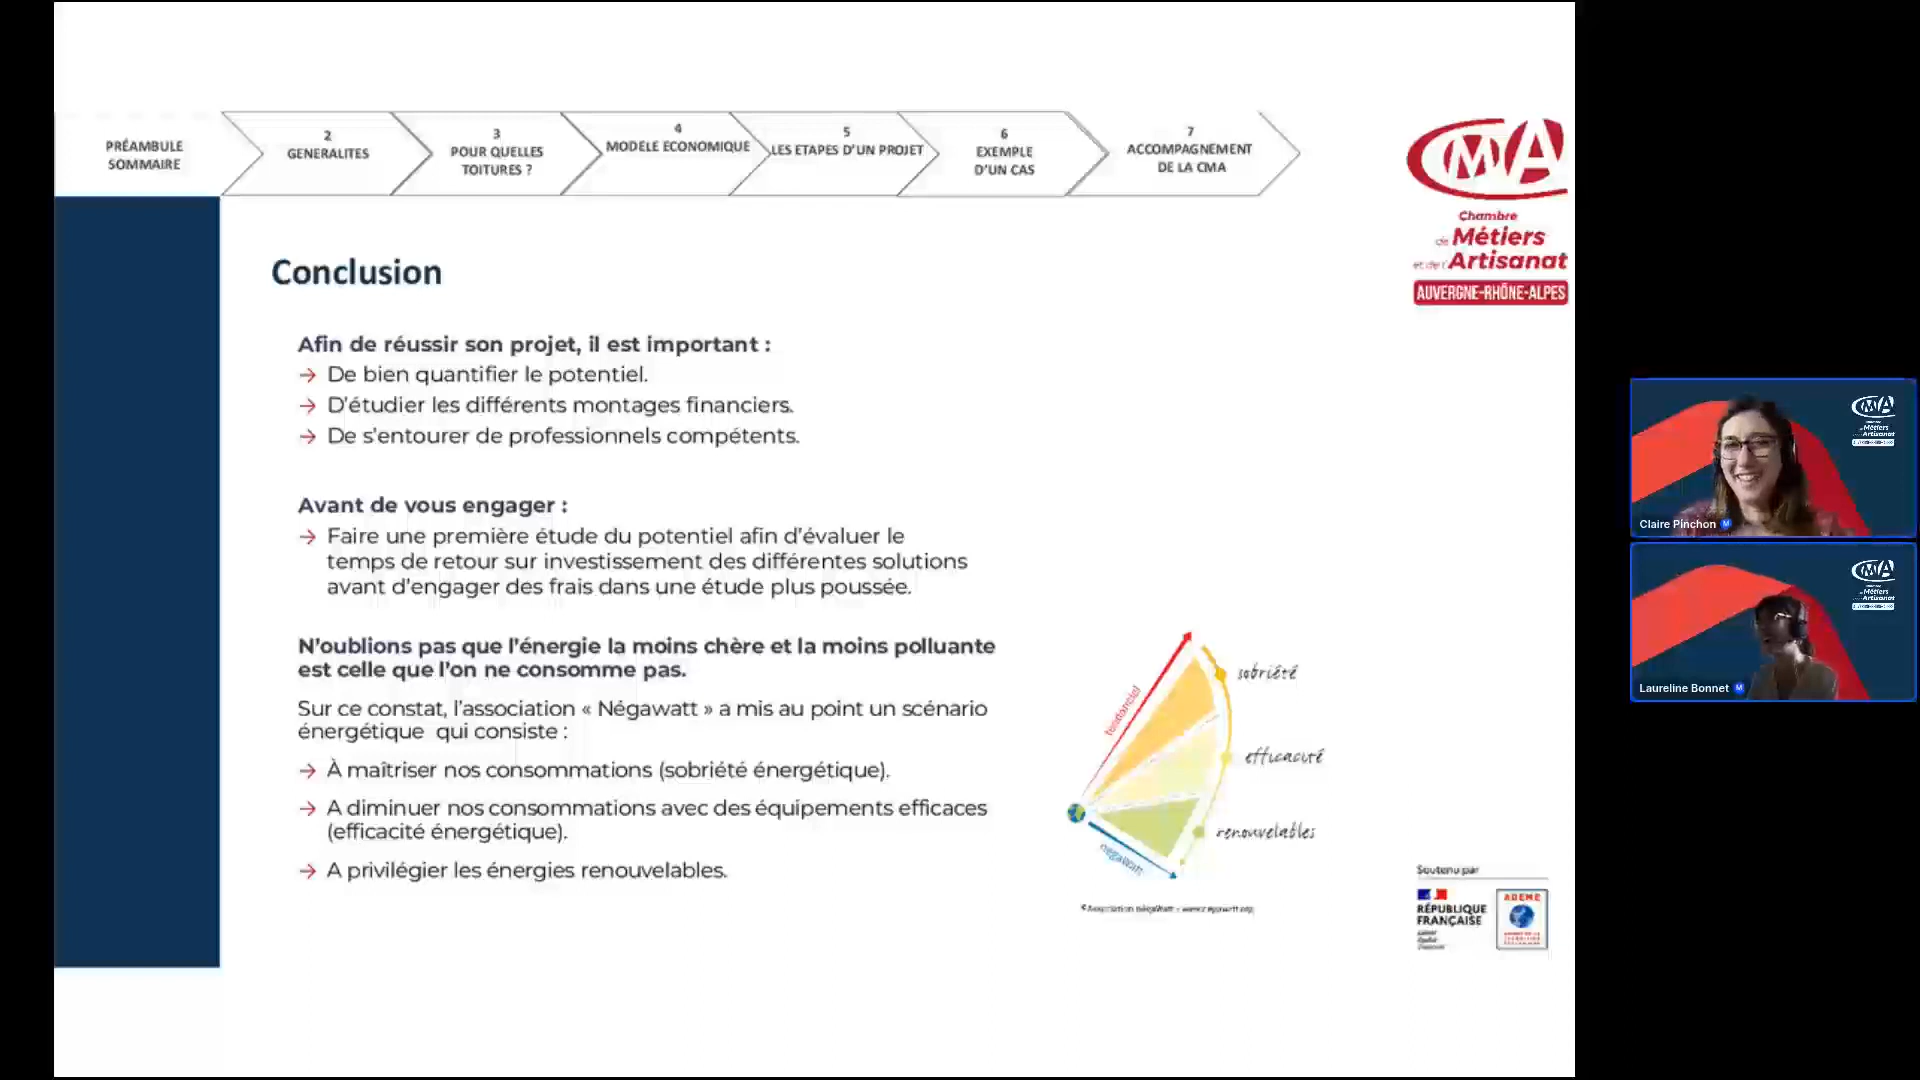 PRÉAMBULE
SOMMAIRE
2
GENERALITES
3
POUR QUELLES
TOITURES ?
4
MODELE ECONOMIQUE
5
LES ETAPES D'UN PROJET
6
EXEMPLE
D'UN CAS
7
ACCOMPAGNEMENT
DE LA CMA
CMA
Chambre
de Métiers
et de l'Artisanat
AUVERGNE-RHÔNE-ALPES
Conclusion
Afin de réussir son projet, il est important :
→ De bien quantifier le potentiel.
→ D'étudier les différents montages financiers.
→ De s'entourer de professionnels compétents.
Avant de vous engager :
→ Faire une première étude du potentiel afin d'évaluer le
temps de retour sur investissement des différentes solutions
avant d'engager des frais dans une étude plus poussée.
N'oublions pas que l'énergie la moins chère et la moins polluante
est celle que l'on ne consomme pas.
Sur ce constat, l'association « Négawatt » a mis au point un scénario
énergétique qui consiste :
→ À maîtriser nos consommations (sobriété énergétique).
→ A diminuer nos consommations avec des équipements efficaces
(efficacité énergétique).
→ A privilégier les énergies renouvelables.
tendanciel
sobriété
efficacité
renouvelables
négawatt
Soutenu par
RÉPUBLIQUE
FRANÇAISE
ADEME
CMA
Métiers
Artisanat
Claire Pinchon
CMA
Métiers
Artisanat
Laureline Bonnet